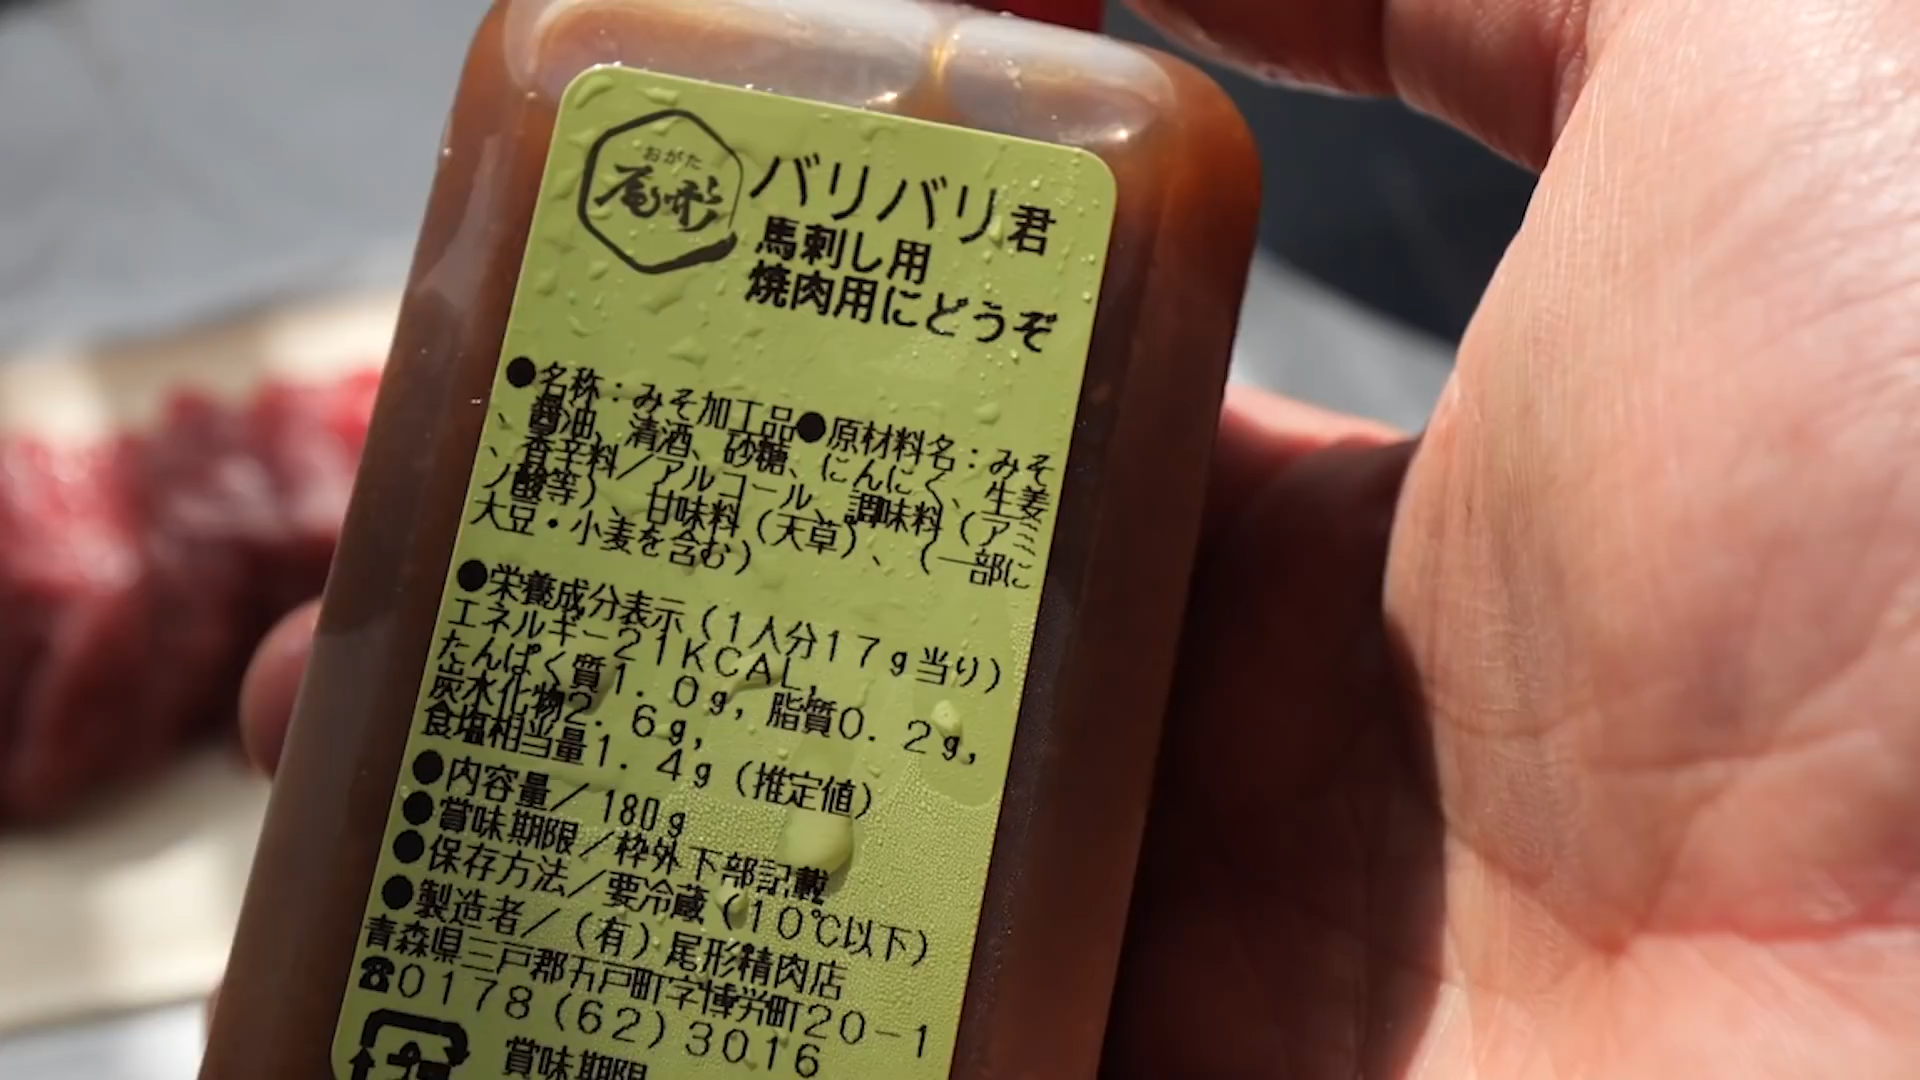 おがた
尾形
バリバリ君
馬刺し用
焼肉用にどうぞ
●名称：みそ加工品●原材料名：みそ
、醤油、清酒、砂糖、にんにく、生姜
、香辛料／アルコール、調味料（アミ
ノ酸等）、甘味料（天草）、（一部に
大豆・小麦を含む）
●栄養成分表示（1人分17g当り）
エネルギー21KCAL,
たんぱく質1.0g,脂質0.2g,
炭水化物2.6g,
食塩相当量1.4g（推定値）
●内容量／180g
●賞味期限／枠外下部記載
●保存方法／要冷蔵（10℃以下）
●製造者／（有）尾形精肉店
青森県三戸郡五戸町字博労町20-1
☎0178(62)3016
賞味期限